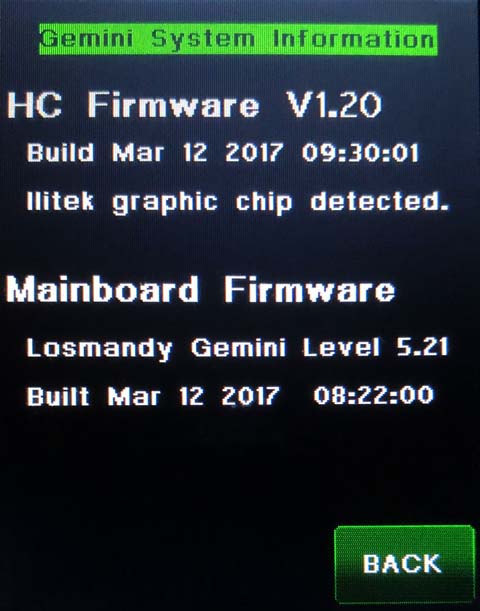 Gemini System Information
HC Firmware V1.20
Build Mar 12 2017 09:30:01
Ilitek graphic chip detected.
Mainboard Firmware
Losmandy Gemini Level 5.21
Built Mar 12 2017 08:22:00
BACK